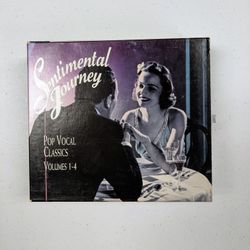 Sentimental
Journey
Pop Vocal
Classics
Volumes 1-4